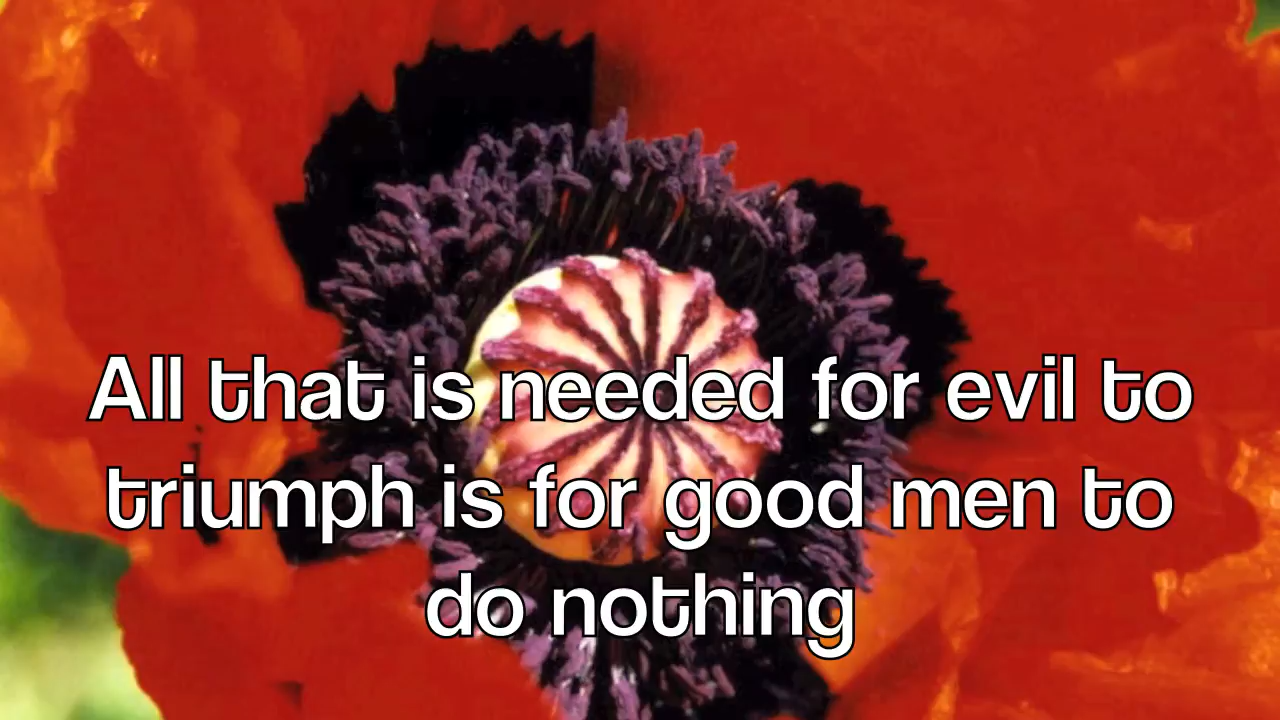 All that is needed for evil to
triumph is for good men to
do nothing